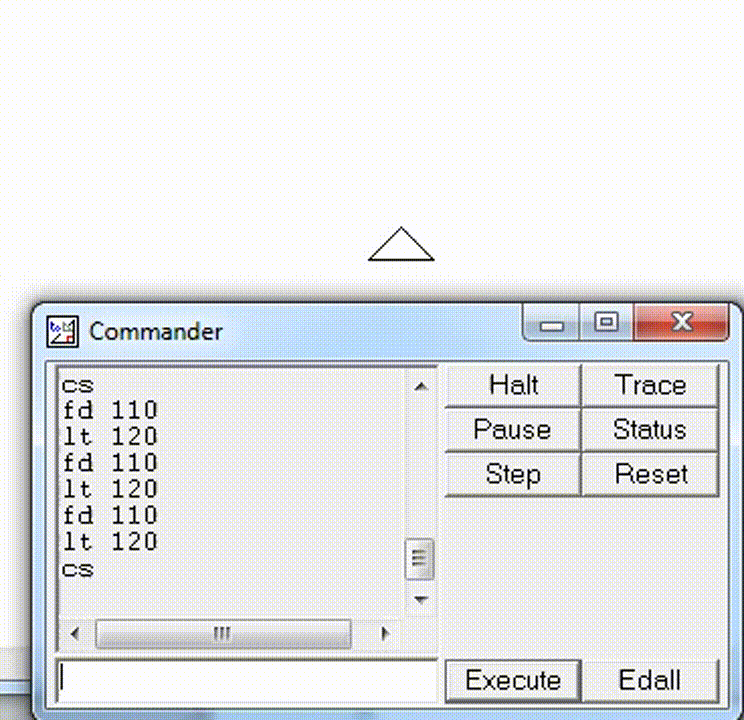 Commander
cs
fd 110
lt 120
fd 110
lt 120
fd 110
lt 120
cs
Halt
Trace
Pause
Status
Step
Reset
Execute
Edall